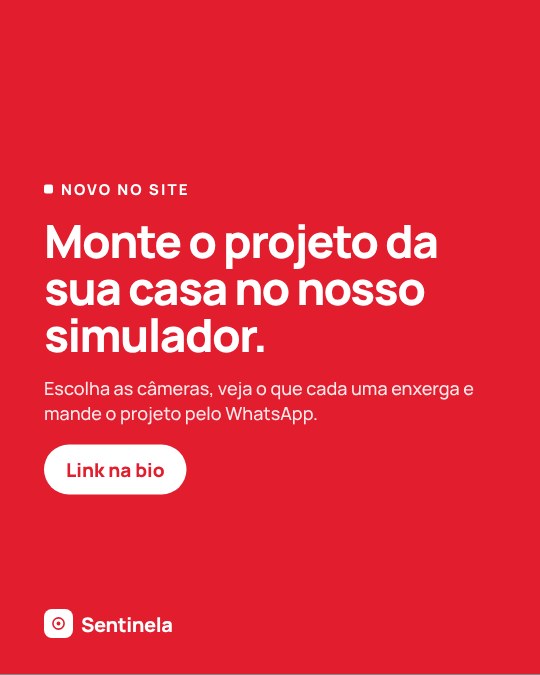 NOVO NO SITE
Monte o projeto da
sua casa no nosso
simulador.
Escolha as câmeras, veja o que cada uma enxerga e
mande o projeto pelo WhatsApp.
Link na bio
Sentinela